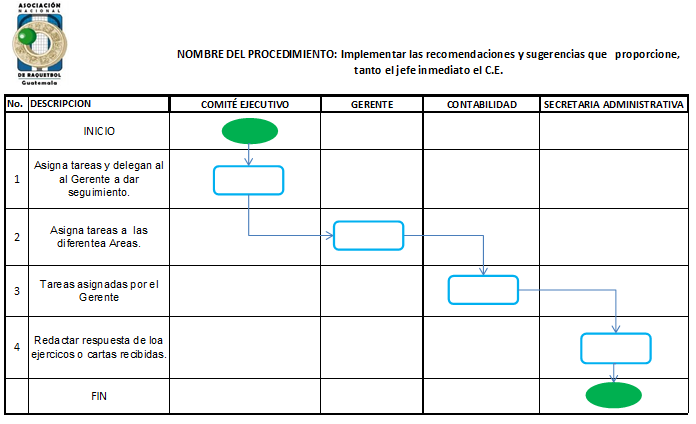 ASOCIACIÓN
NACIONAL
DE RAQUETBOL
Guatemala
NOMBRE DEL PROCEDIMIENTO: Implementar las recomendaciones y sugerencias que proporcione,
tanto el jefe inmediato el C.E.
No. DESCRIPCION COMITÉ EJECUTIVO GERENTE CONTABILIDAD SECRETARIA ADMINISTRATIVA
INICIO
1 Asigna tareas y delegan al
al Gerente a dar
seguimiento.
2 Asigna tareas a las
diferentea Areas.
3 Tareas asignadas por el
Gerente
4 Redactar respuesta de loa
ejercicos o cartas recibidas.
FIN